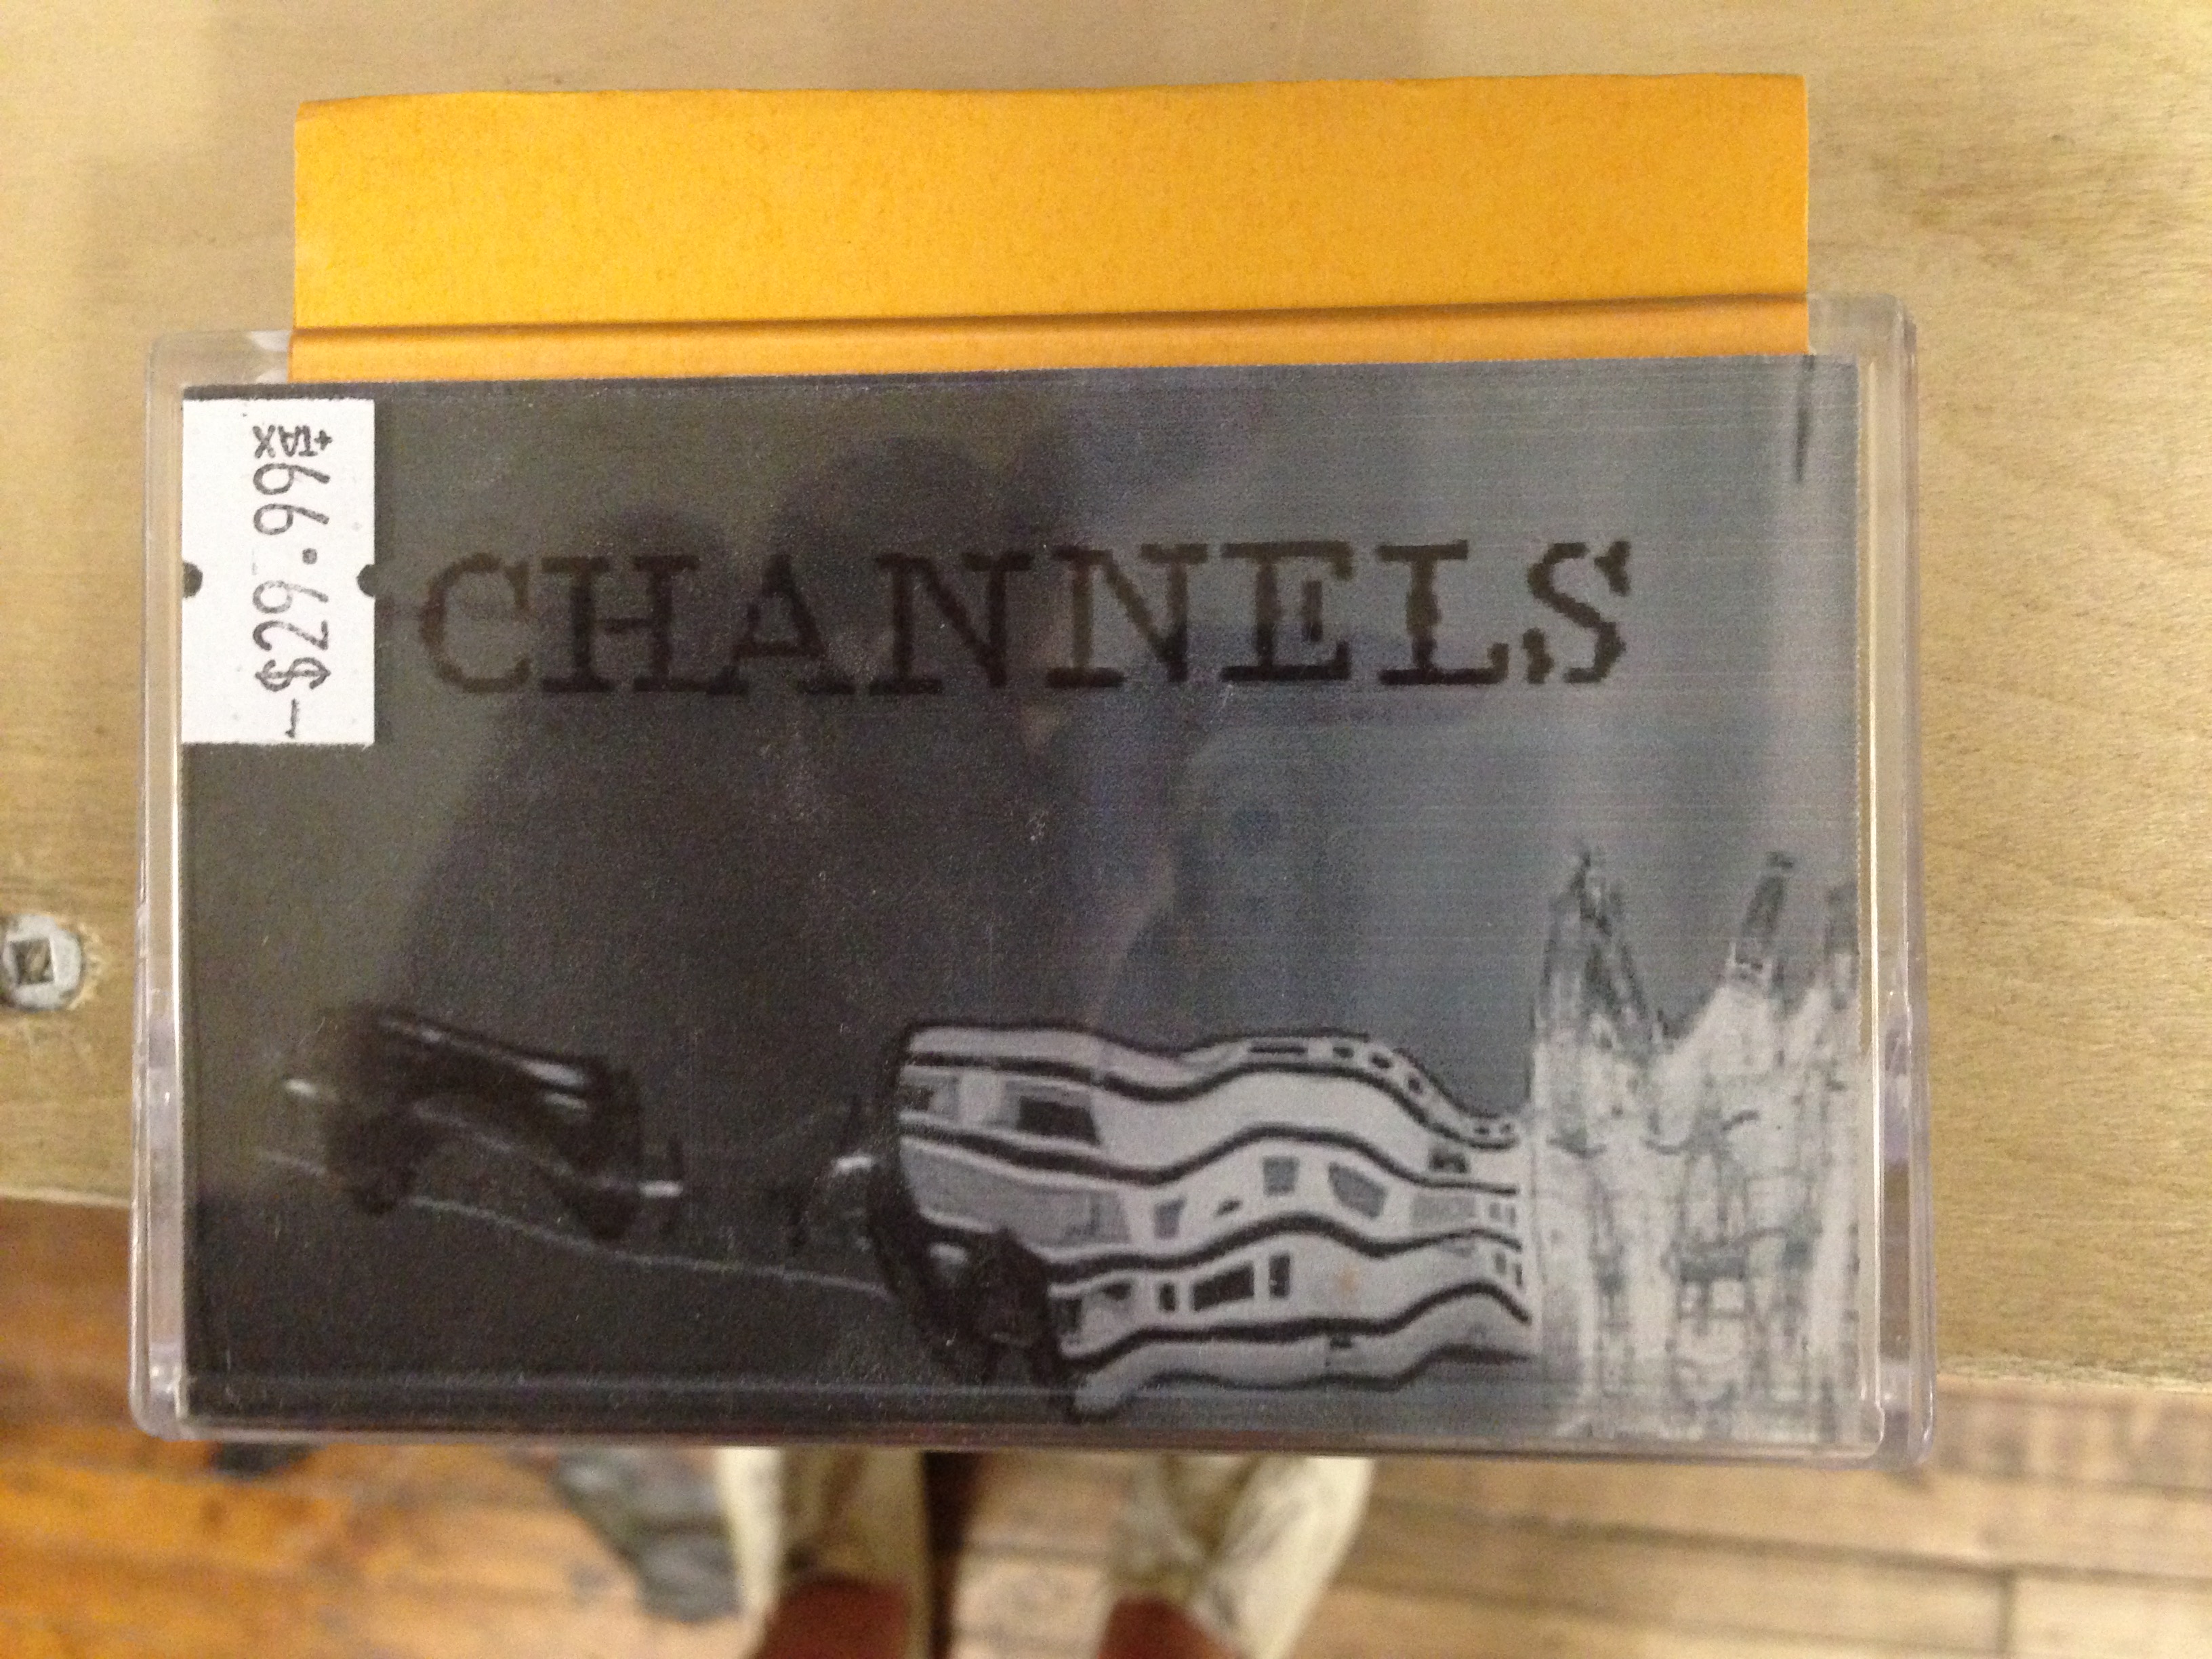 CHANNELS
-$29.99
+TAX